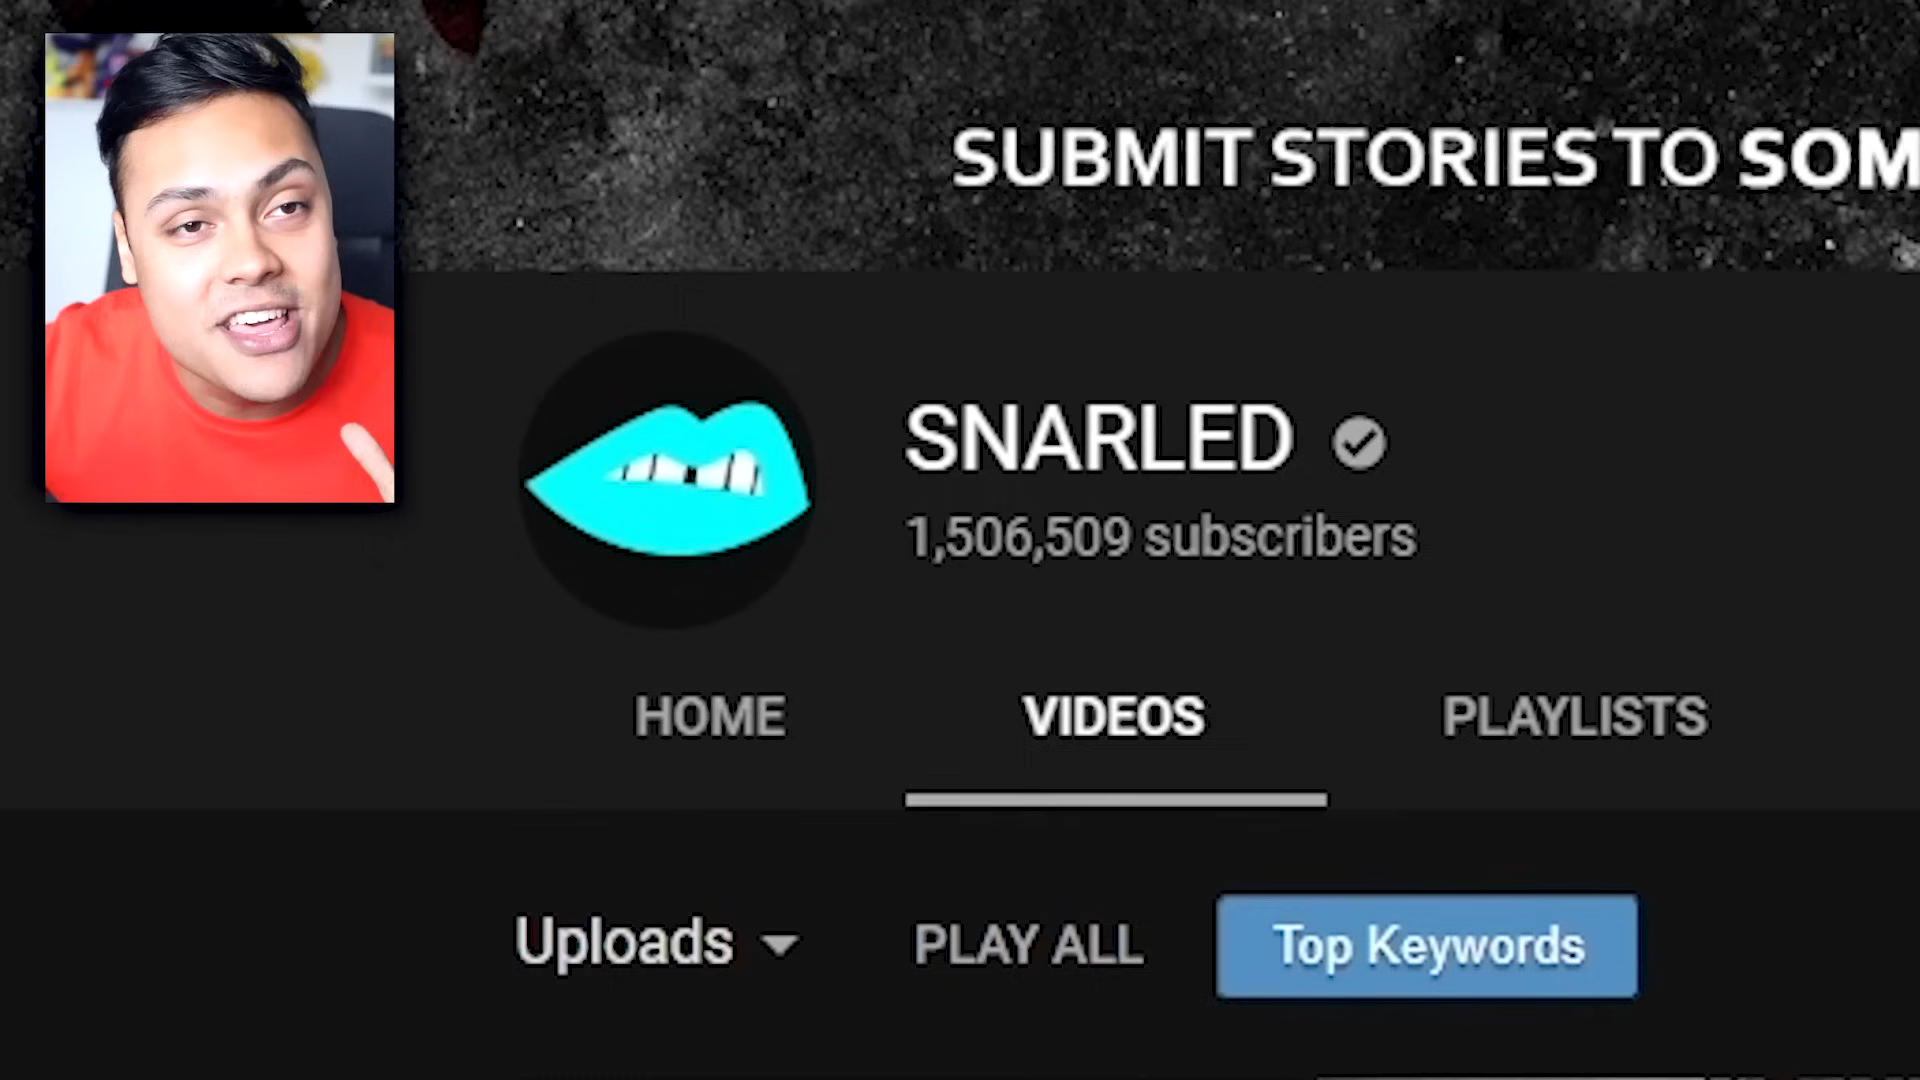 SUBMIT STORIES TO SOM
SNARLED
1,506,509 subscribers
HOME VIDEOS PLAYLISTS
Uploads PLAY ALL Top Keywords